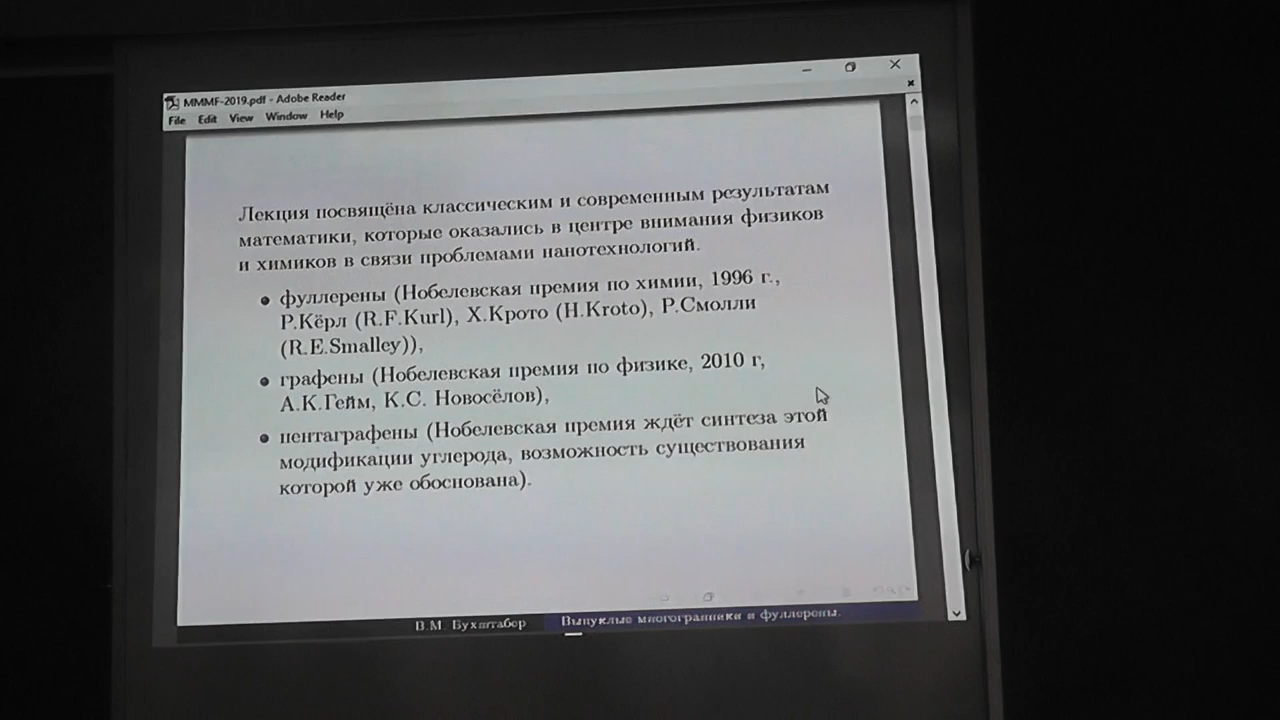 MMMF-2019.pdf - Adobe Reader
File Edit View Window Help
Лекция посвящёна классическим и современным результатам
математики, которые оказались в центре внимания физиков
и химиков в связи проблемами нанотехнологий.
фуллерены (Нобелевская премия по химии, 1996 г.,
Р.Кёрл (R.F.Kurl), Х.Крото (H.Kroto), Р.Смолли
(R.E.Smalley)),
графены (Нобелевская премия по физике, 2010 г,
А.К.Гейм, К.С. Новосёлов),
пентаграфены (Нобелевская премия ждёт синтеза этой
модификации углерода, возможность существования
которой уже обоснована).
В.М. Бухштабер Выпуклые многогранники и фуллерены.